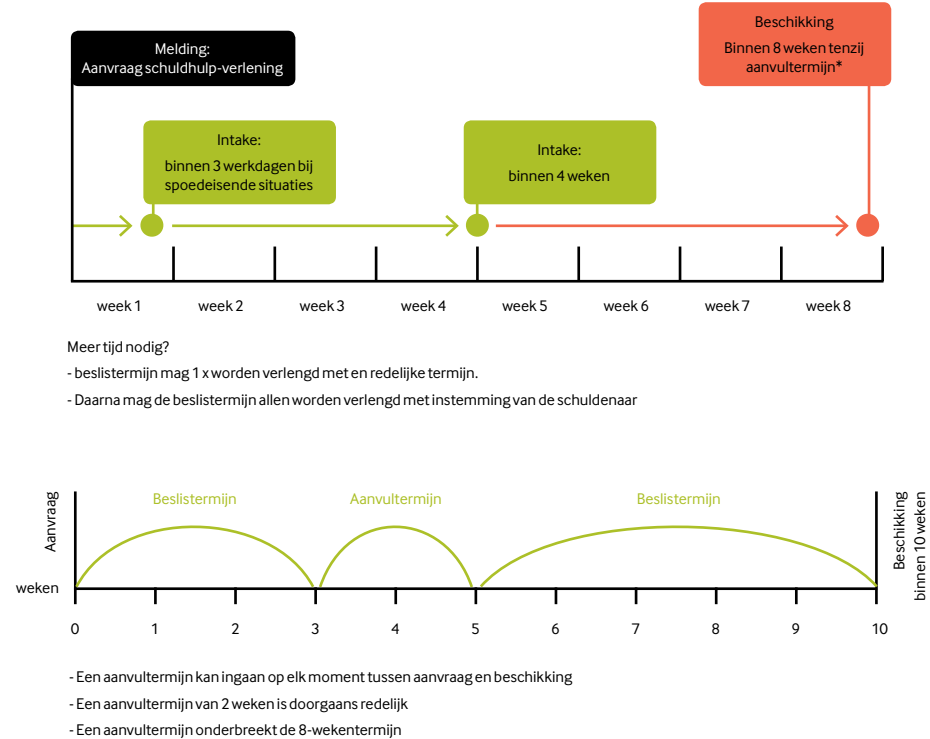 Melding:
Aanvraag schuldhulp-verlening
Beschikking
Binnen 8 weken tenzij
aanvultermijn*
Intake:
binnen 3 werkdagen bij
spoedeisende situaties
Intake:
binnen 4 weken
week 1 week 2 week 3 week 4 week 5 week 6 week 7 week 8
Meer tijd nodig?
- beslistermijn mag 1 x worden verlengd met en redelijke termijn.
- Daarna mag de beslistermijn allen worden verlengd met instemming van de schuldenaar
Aanvraag
Beslistermijn Aanvultermijn Beslistermijn
Beschikking
binnen 10 weken
weken
0 1 2 3 4 5 6 7 8 9 10
- Een aanvultermijn kan ingaan op elk moment tussen aanvraag en beschikking
- Een aanvultermijn van 2 weken is doorgaans redelijk
- Een aanvultermijn onderbreekt de 8-wekentermijn